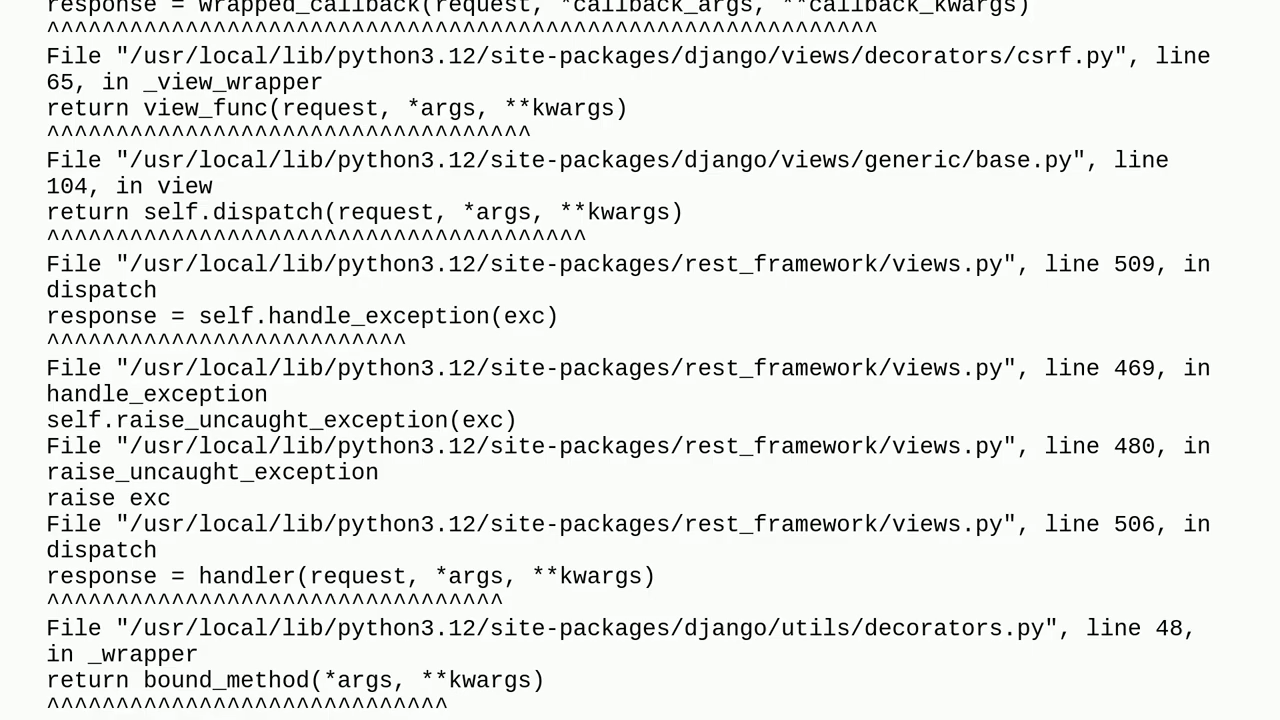 response = wrapped_callback(request, *callback_args, **callback_kwargs)
^^^^^^^^^^^^^^^^^^^^^^^^^^^^^^^^^^^^^^^^^^^^^^^^^^^^^^^^^^^^
File "/usr/local/lib/python3.12/site-packages/django/views/decorators/csrf.py", line
65, in _view_wrapper
return view_func(request, *args, **kwargs)
^^^^^^^^^^^^^^^^^^^^^^^^^^^^^^^^^^^
File "/usr/local/lib/python3.12/site-packages/django/views/generic/base.py", line
104, in view
return self.dispatch(request, *args, **kwargs)
^^^^^^^^^^^^^^^^^^^^^^^^^^^^^^^^^^^^^^^
File "/usr/local/lib/python3.12/site-packages/rest_framework/views.py", line 509, in
dispatch
response = self.handle_exception(exc)
^^^^^^^^^^^^^^^^^^^^^^^^^^
File "/usr/local/lib/python3.12/site-packages/rest_framework/views.py", line 469, in
handle_exception
self.raise_uncaught_exception(exc)
File "/usr/local/lib/python3.12/site-packages/rest_framework/views.py", line 480, in
raise_uncaught_exception
raise exc
File "/usr/local/lib/python3.12/site-packages/rest_framework/views.py", line 506, in
dispatch
response = handler(request, *args, **kwargs)
^^^^^^^^^^^^^^^^^^^^^^^^^^^^^^^^^
File "/usr/local/lib/python3.12/site-packages/django/utils/decorators.py", line 48,
in _wrapper
return bound_method(*args, **kwargs)
^^^^^^^^^^^^^^^^^^^^^^^^^^^^^